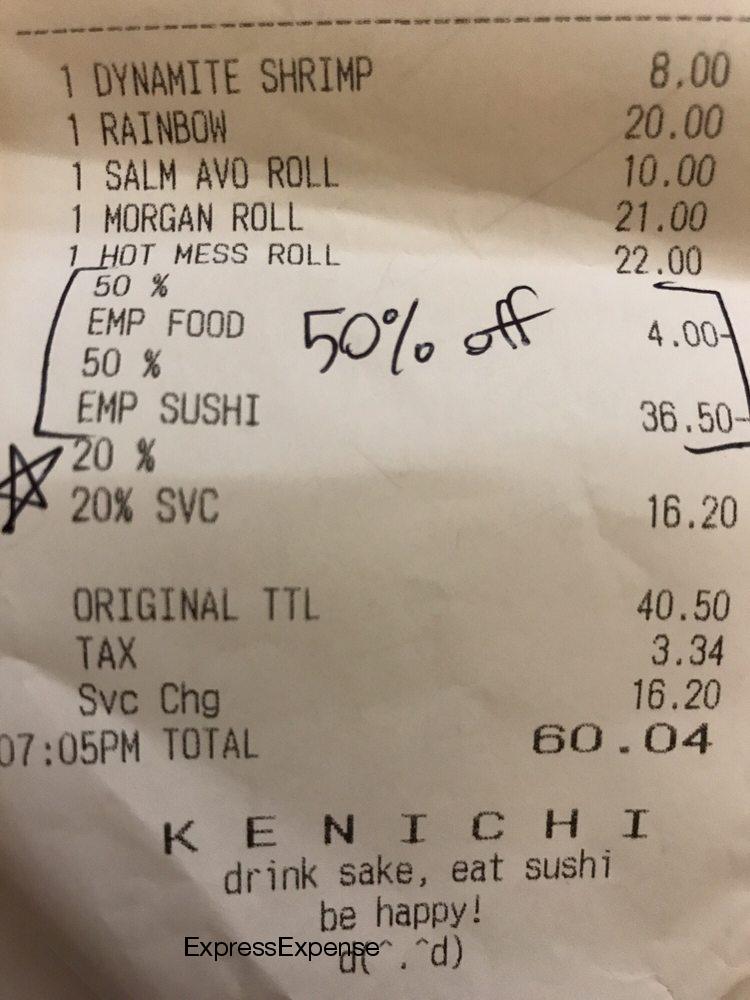 1 DYNAMITE SHRIMP 8.00
1 RAINBOW 20.00
1 SALM AVO ROLL 10.00
1 MORGAN ROLL 21.00
1 HOT MESS ROLL 22.00
50 %
EMP FOOD 50% off 4.00-
50 %
EMP SUSHI 36.50-
20 %
20% SVC 16.20
ORIGINAL TTL 40.50
TAX 3.34
Svc Chg 16.20
07:05PM TOTAL 60.04
K E N I C H I
drink sake, eat sushi
be happy!
ExpressExpense
d(^.^d)